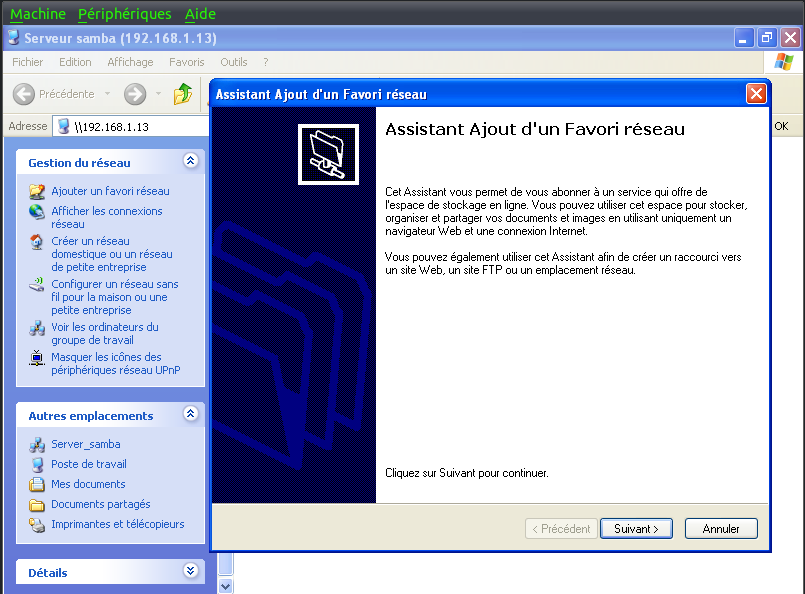 Machine Périphériques Aide
Serveur samba (192.168.1.13)
Fichier Edition Affichage Favoris Outils ?
Précédente
Adresse \\192.168.1.13 OK
Gestion du réseau
Ajouter un favori réseau
Afficher les connexions
réseau
Créer un réseau
domestique ou un réseau
de petite entreprise
Configurer un réseau sans
fil pour la maison ou une
petite entreprise
Voir les ordinateurs du
groupe de travail
Masquer les icônes des
périphériques réseau UPnP
Autres emplacements
Server_samba
Poste de travail
Mes documents
Documents partagés
Imprimantes et télécopieurs
Détails
Assistant Ajout d'un Favori réseau
Assistant Ajout d'un Favori réseau
Cet Assistant vous permet de vous abonner à un service qui offre de
l'espace de stockage en ligne. Vous pouvez utiliser cet espace pour stocker,
organiser et partager vos documents et images en utilisant uniquement un
navigateur Web et une connexion Internet.
Vous pouvez également utiliser cet Assistant afin de créer un raccourci vers
un site Web, un site FTP ou un emplacement réseau.
Cliquez sur Suivant pour continuer.
< Précédent Suivant > Annuler